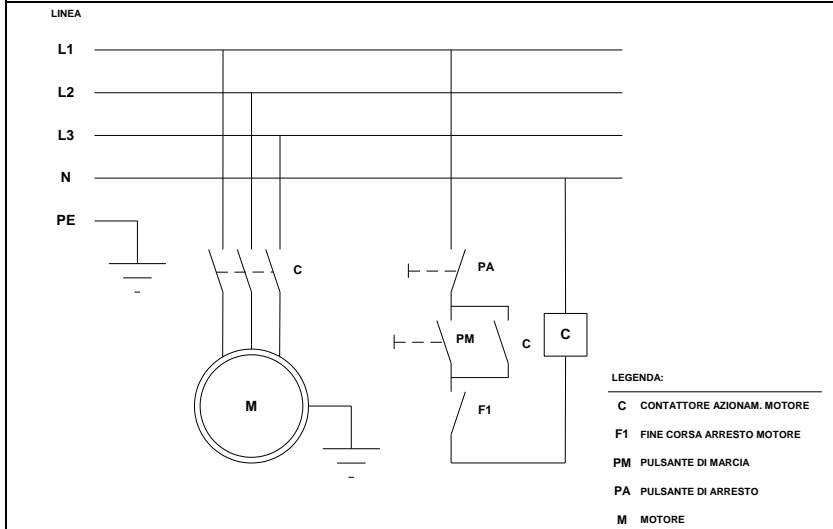 LINEA
L1
L2
L3
N
PE
C
PA
PM
C
C
F1
M
LEGENDA:
C CONTATTORE AZIONAM. MOTORE
F1 FINE CORSA ARRESTO MOTORE
PM PULSANTE DI MARCIA
PA PULSANTE DI ARRESTO
M MOTORE